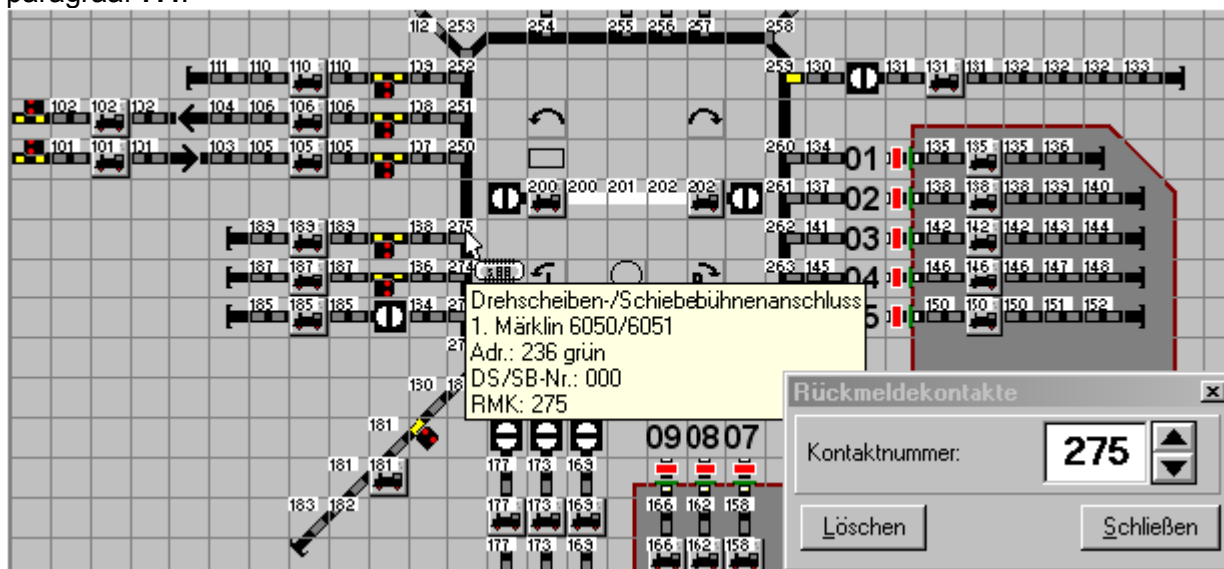 112 253 254 255 256 257 258
111 110 110 110 109 252 259 130 131 131 131 132 132 132 133
102 102 102 104 106 106 106 108 251
101 101 101 103 105 105 105 107 250 260 134 01 135 135 135 136
200 200 201 202 202 261 137 02 138 138 138 139 140
189 189 189 188 275 262 141 03 142 142 142 143 144
187 187 187 186 274 263 145 04 146 146 146 147 148
185 185 185 184 5 150 150 150 151 152
Drehscheiben-/Schiebebühnenanschluss
1. Märklin 6050/6051
Adr.: 236 grün
DS/SB-Nr.: 000
RMK: 275
180
181
181 181
183 182
09 08 07
177 173 169
177 173 169
177 173 169
166 162 158
166 162 158
Rückmeldekontakte
Kontaktnummer: 275
Löschen Schließen